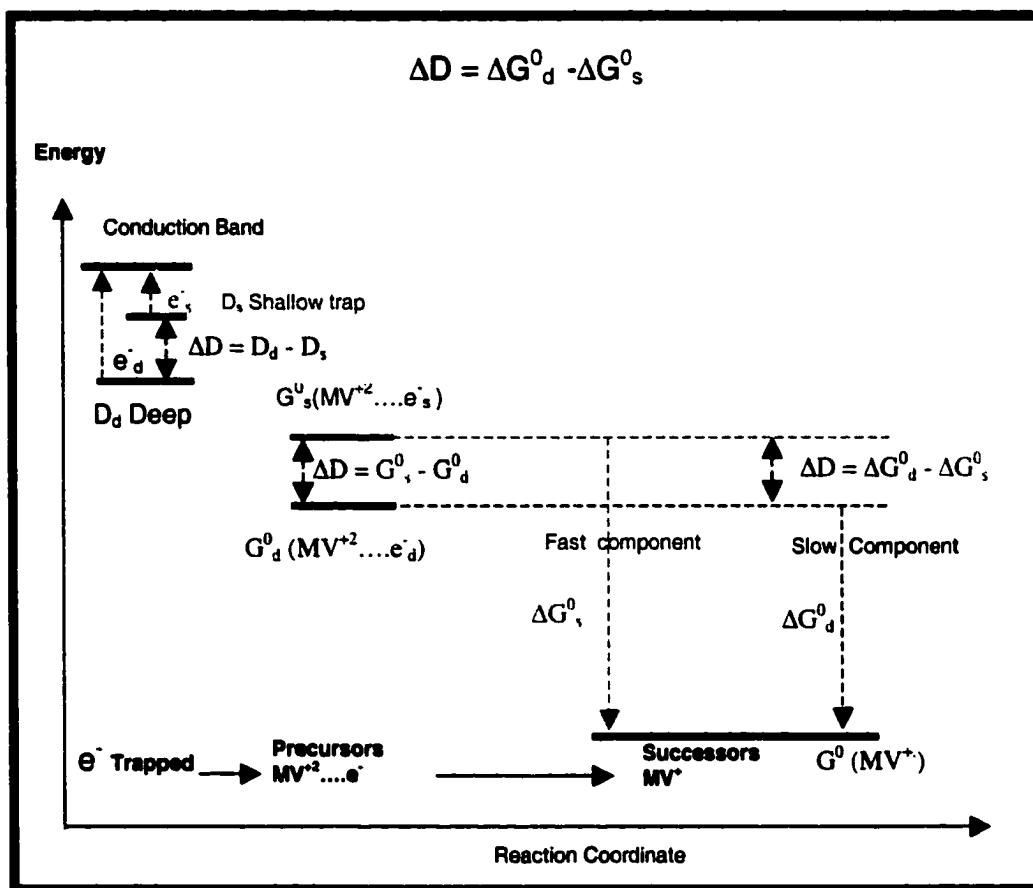 ΔD = ΔG⁰d -ΔG⁰s
Energy
Conduction Band
e⁻s Ds Shallow trap
ΔD = Dd - Ds
e⁻d
Dd Deep
G⁰s(MV⁺²....e⁻s)
ΔD = G⁰s - G⁰d
ΔD = ΔG⁰d - ΔG⁰s
G⁰d (MV⁺²....e⁻d)
Fast component
Slow Component
ΔG⁰s
ΔG⁰d
e⁻ Trapped
Precursors
MV⁺²....e⁻
Successors
MV⁺
G⁰ (MV⁺·)
Reaction Coordinate